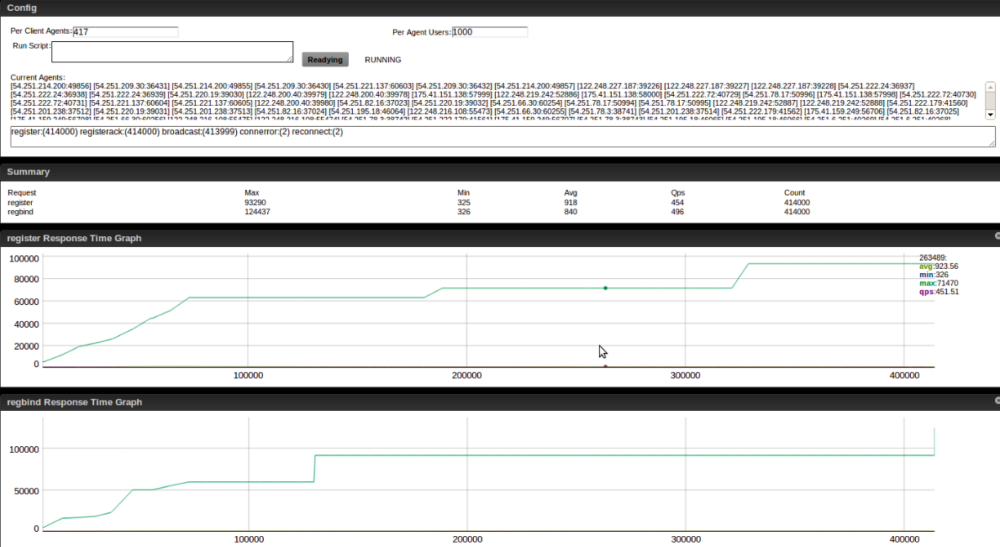 Config
Per Client Agents: 417 Per Agent Users: 1000
Run Script: Readying RUNNING
Current Agents:
[54.251.214.200:49856] [54.251.209.30:36431] [54.251.214.200:49855] [54.251.209.30:36430] [54.251.221.137:60603] [54.251.209.30:36432] [54.251.214.200:49857] [122.248.227.187:39226] [122.248.227.187:39227] [122.248.227.187:39228] [54.251.222.24:36937]
[54.251.222.24:36938] [54.251.222.24:36939] [54.251.220.19:39030] [122.248.200.40:39979] [122.248.200.40:39978] [175.41.151.138:57999] [122.248.219.242:52886] [54.251.222.72:40729] [54.251.78.17:50996] [175.41.151.138:57998] [54.251.222.72:40730]
[54.251.222.72:40731] [54.251.221.137:60604] [54.251.221.137:60605] [122.248.200.40:39980] [54.251.82.16:37023] [54.251.220.19:39032] [54.251.66.30:60254] [54.251.78.17:50994] [175.41.151.138:58000] [54.251.78.17:50995] [122.248.219.242:52887] [122.248.219.242:52888] [54.251.222.179:41560]
[54.251.201.238:37512] [54.251.220.19:39031] [54.251.201.238:37513] [54.251.82.16:37024] [54.251.195.18:46064] [122.248.216.108:55473] [54.251.66.30:60255] [54.251.78.3:38741] [54.251.201.238:37514] [54.251.222.179:41562] [175.41.159.249:56706] [54.251.82.16:37025]
register:(414000) registerack:(414000) broadcast:(413999) connerror:(2) reconnect:(2)
Summary
Request Max Min Avg Qps Count
register 93290 325 918 454 414000
regbind 124437 326 840 496 414000
register Response Time Graph
100000
80000
60000
40000
20000
0
263489:
avg:923.56
min:326
max:71470
qps:451.51
100000 200000 300000 400000
regbind Response Time Graph
100000
50000
0
100000 200000 300000 400000